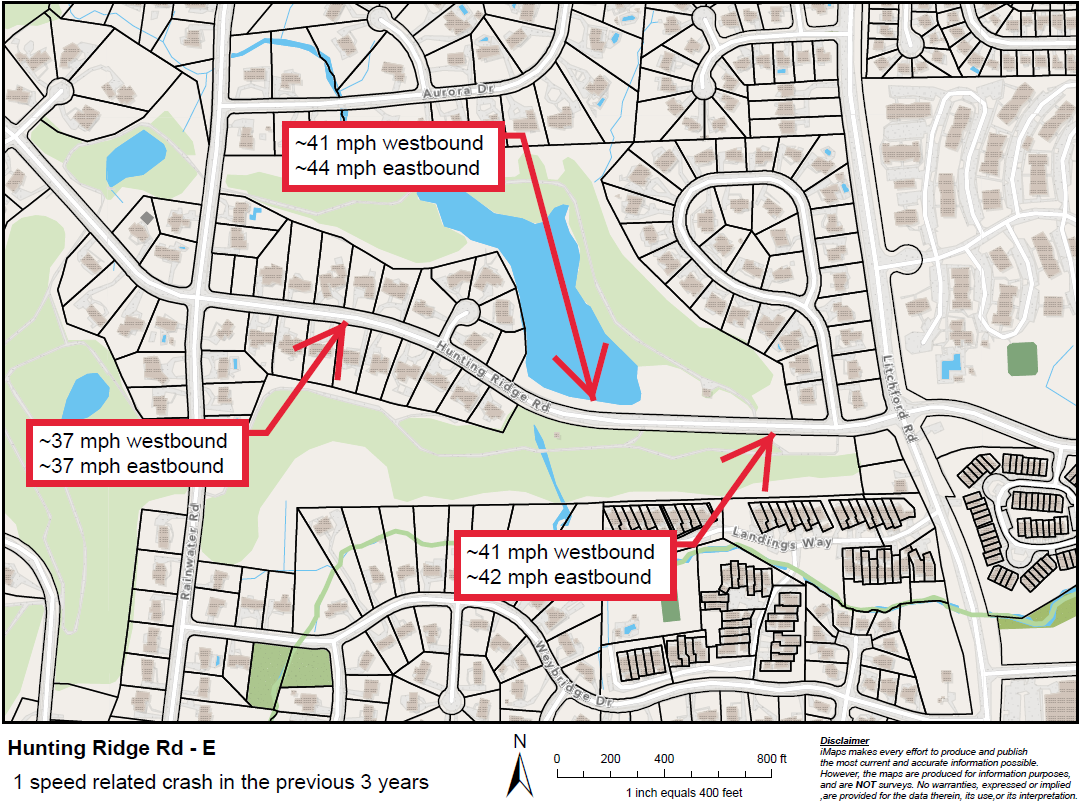 Aurora Dr
~41 mph westbound
~44 mph eastbound
Hunting Ridge Rd
Litchford Rd
~37 mph westbound
~37 mph eastbound
Rainwater Rd
~41 mph westbound
~42 mph eastbound
Landings Way
Weybridge Dr
Hunting Ridge Rd - E
1 speed related crash in the previous 3 years
N
0 200 400 800 ft
1 inch equals 400 feet
Disclaimer
iMaps makes every effort to produce and publish
the most current and accurate information possible.
However, the maps are produced for information purposes,
and are NOT surveys. No warranties, expressed or implied
,are provided for the data therein, its use,or its interpretation.